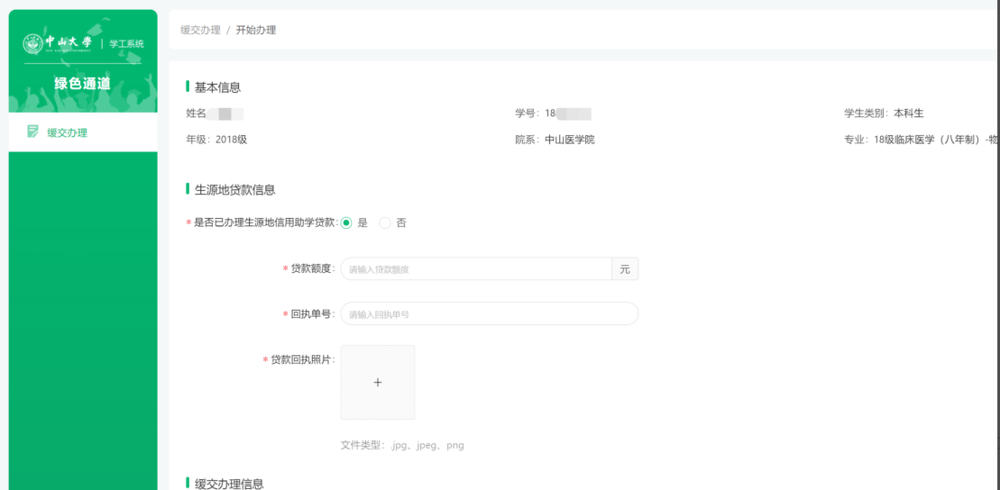 中山大学
学工系统
绿色通道
缓交办理
缓交办理 / 开始办理
基本信息
姓名
学号：18
学生类别：本科生
年级：2018级
院系：中山医学院
专业：18级临床医学（八年制）-物
生源地贷款信息
*是否已办理生源地信用助学贷款： 是 否
*贷款额度： 请输入贷款额度 元
*回执单号： 请输入回执单号
*贷款回执照片： +
文件类型：.jpg、jpeg、png
缓交办理信息